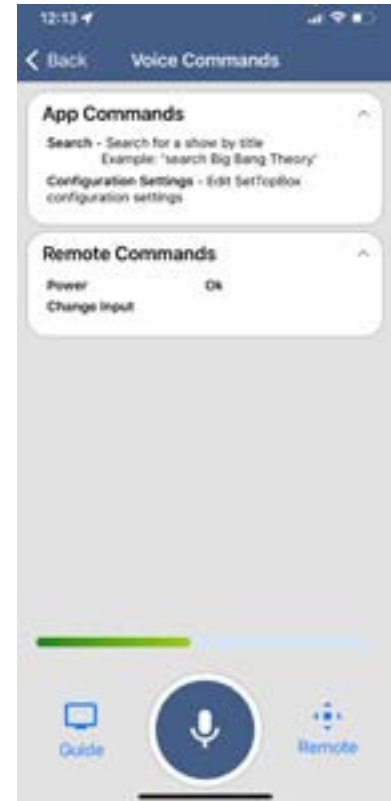 12:13
Back Voice Commands
App Commands
Search - Search for a show by title
Example: "search Big Bang Theory"
Configuration Settings - Edit SetTopBox
configuration settings
Remote Commands
Power Ok
Change Input
Guide Remote